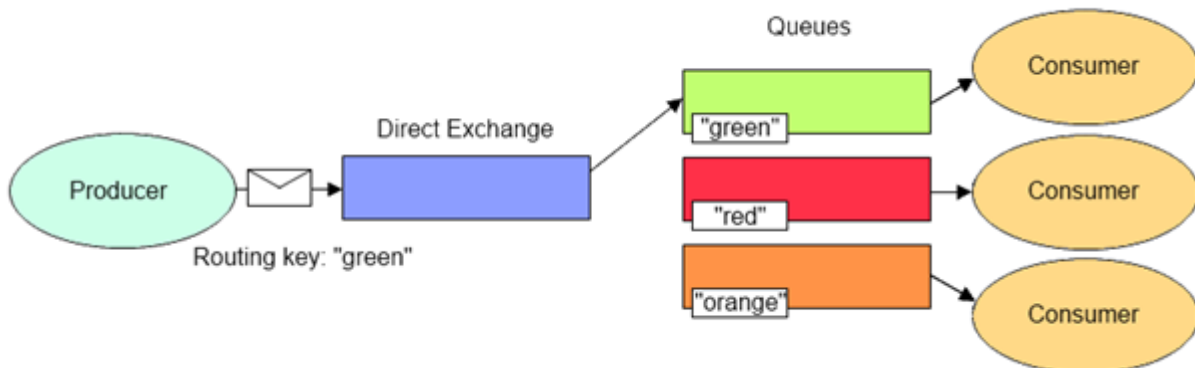 Queues
Consumer
"green"
Direct Exchange
Producer
Routing key: "green"
"red"
Consumer
"orange"
Consumer